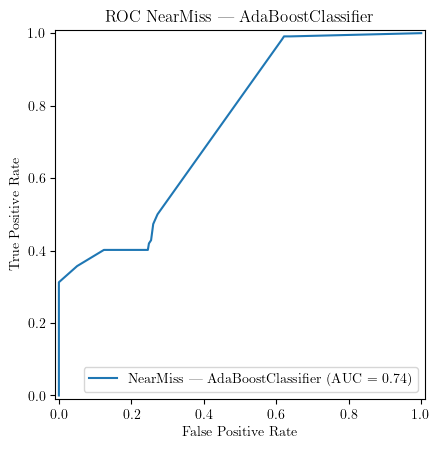 ROC NearMiss — AdaBoostClassifier
1.0
0.8
0.6
0.4
0.2
0.0
True Positive Rate
NearMiss — AdaBoostClassifier (AUC = 0.74)
0.0 0.2 0.4 0.6 0.8 1.0
False Positive Rate